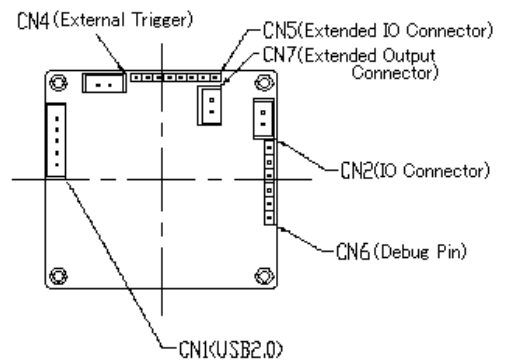 CN4(External Trigger)
CN5(Extended IO Connector)
CN7(Extended Output
Connector)
CN2(IO Connector)
CN6(Debug Pin)
CN1(USB2.0)